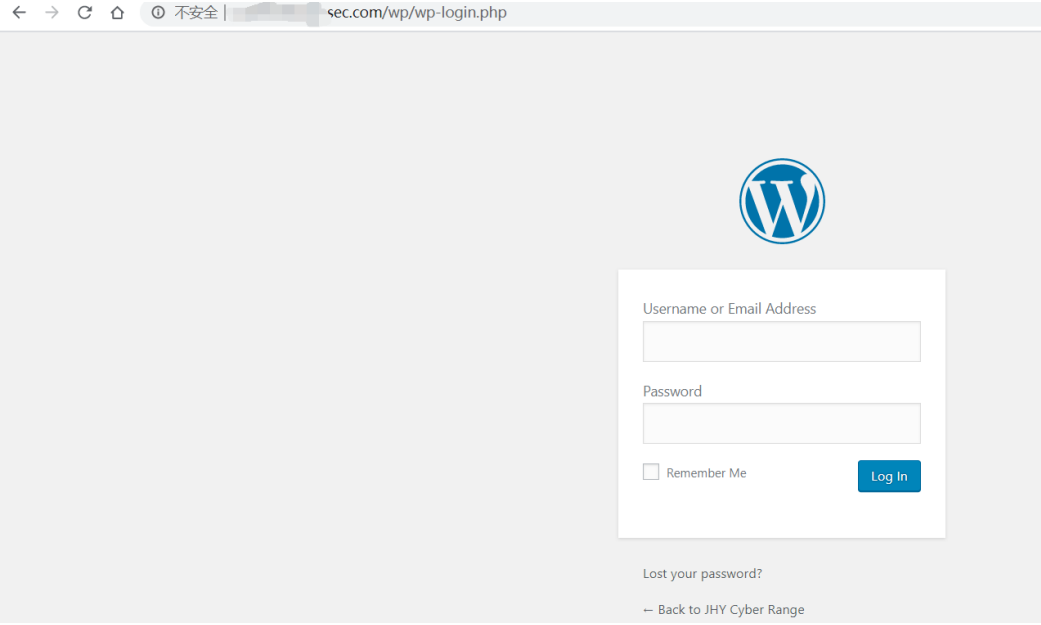 不安全 | sec.com/wp/wp-login.php
Username or Email Address
Password
Remember Me
Log In
Lost your password?
← Back to JHY Cyber Range